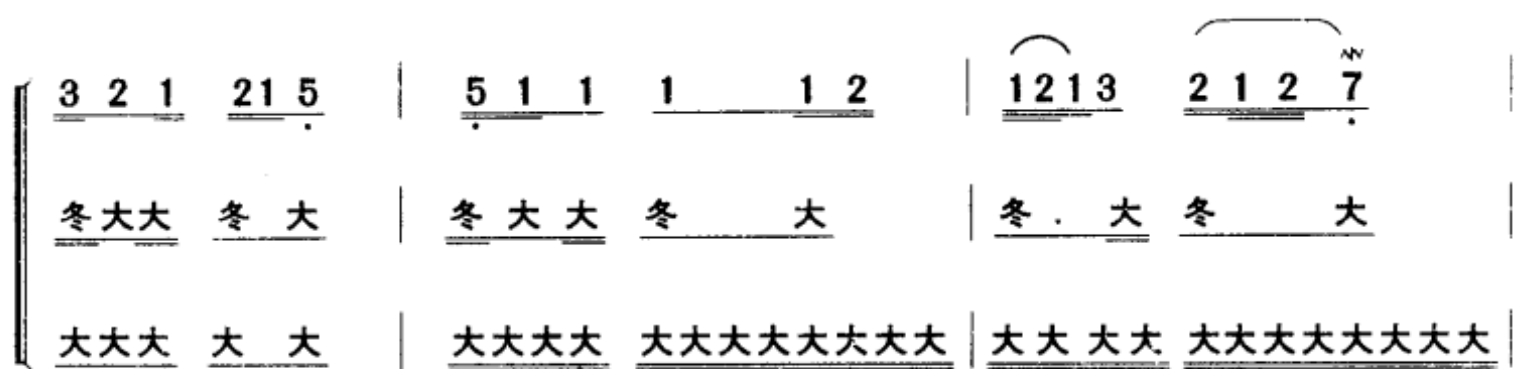 3 2 1 21 5 | 5 1 1 1 1 2 | 1213 2 1 2 7 |
冬大大 冬 大 | 冬 大 大 冬 大 | 冬 . 大 冬 大 |
大大大 大 大 | 大大大大 大大大大大大大大 | 大大大大 大大大大大大大大 |